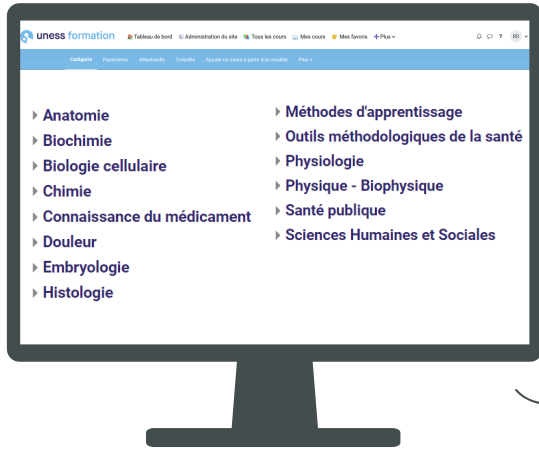 uness formation Tableau de bord Administration du site Tous les cours Mes cours Mes favoris Plus ? RD
Catégorie Paramètres Attestoodle Corbeille Ajouter un cours à partir d'un modèle Plus
Anatomie
Biochimie
Biologie cellulaire
Chimie
Connaissance du médicament
Douleur
Embryologie
Histologie
Méthodes d'apprentissage
Outils méthodologiques de la santé
Physiologie
Physique - Biophysique
Santé publique
Sciences Humaines et Sociales